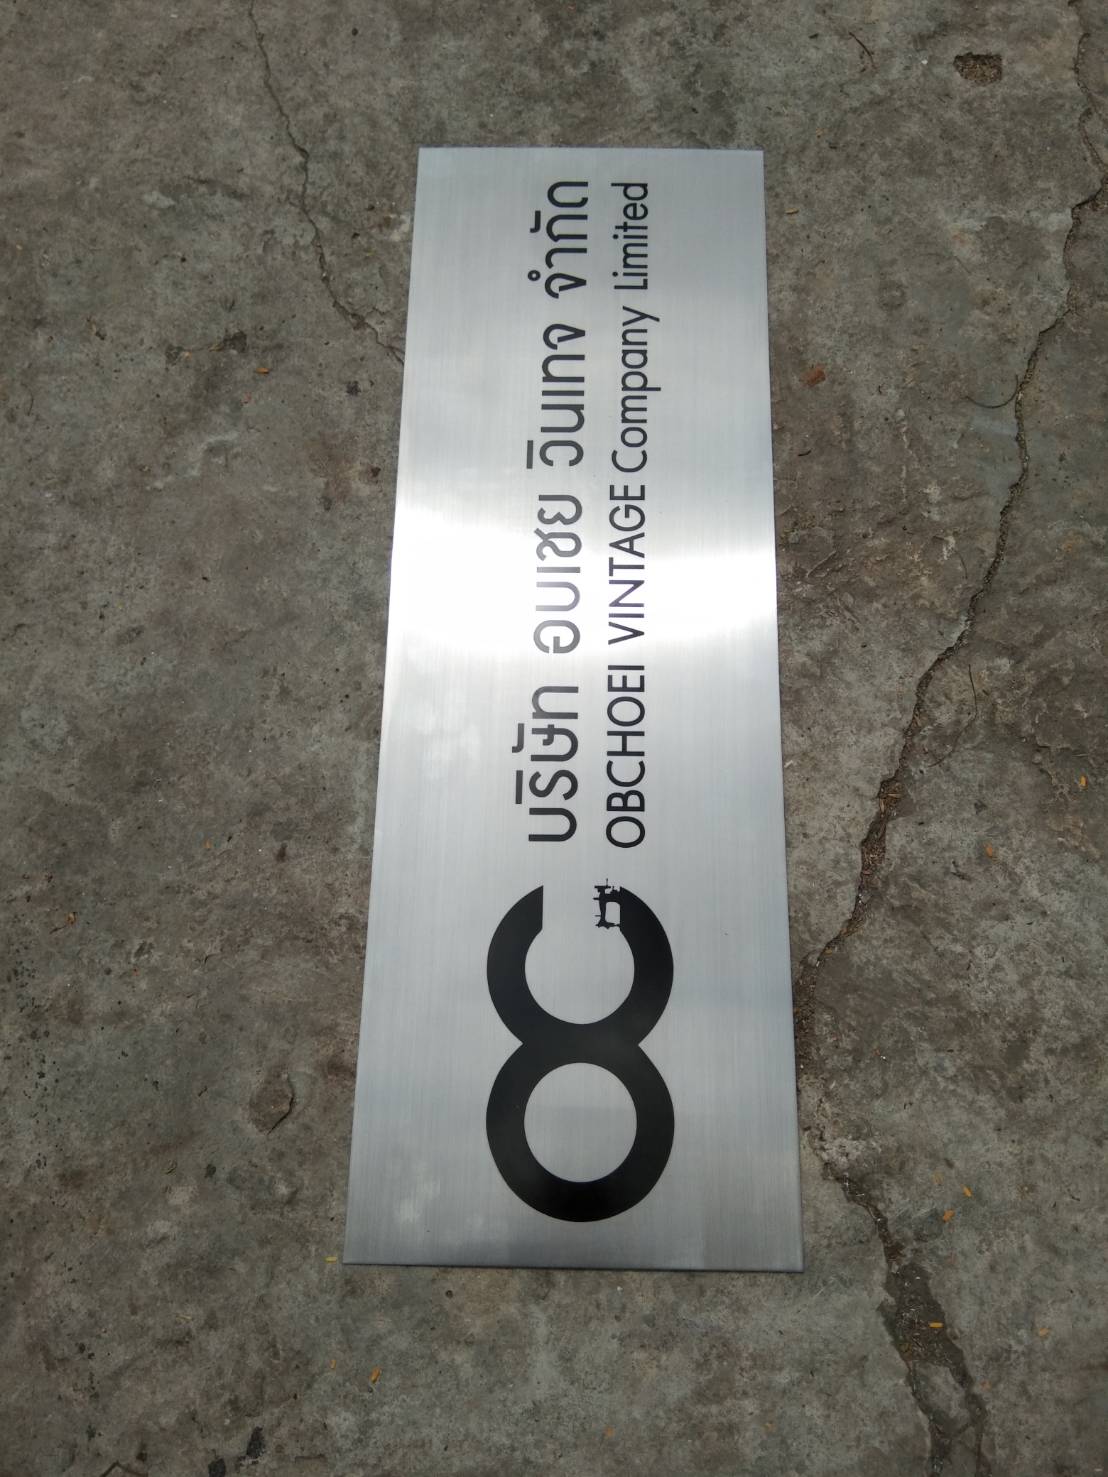 OC
บริษัท อบเชย วินเทจ จำกัด
OBCHOEI VINTAGE Company Limited